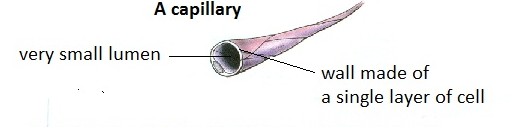 A capillary
very small lumen
wall made of
a single layer of cell